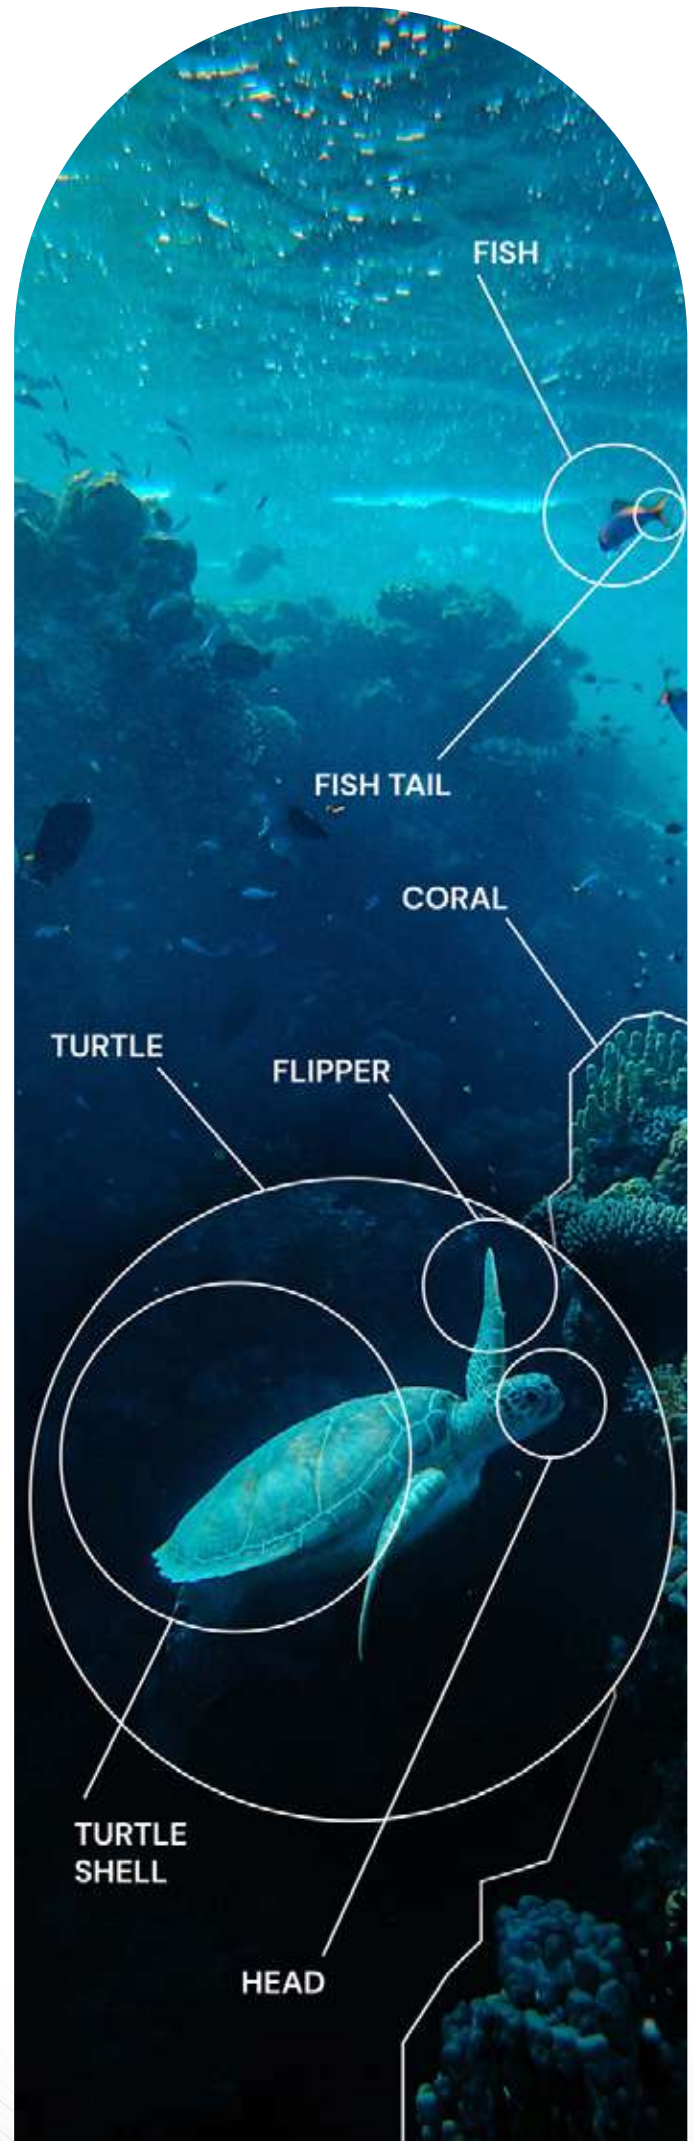 FISH
FISH TAIL
CORAL
TURTLE
FLIPPER
TURTLE
SHELL
HEAD